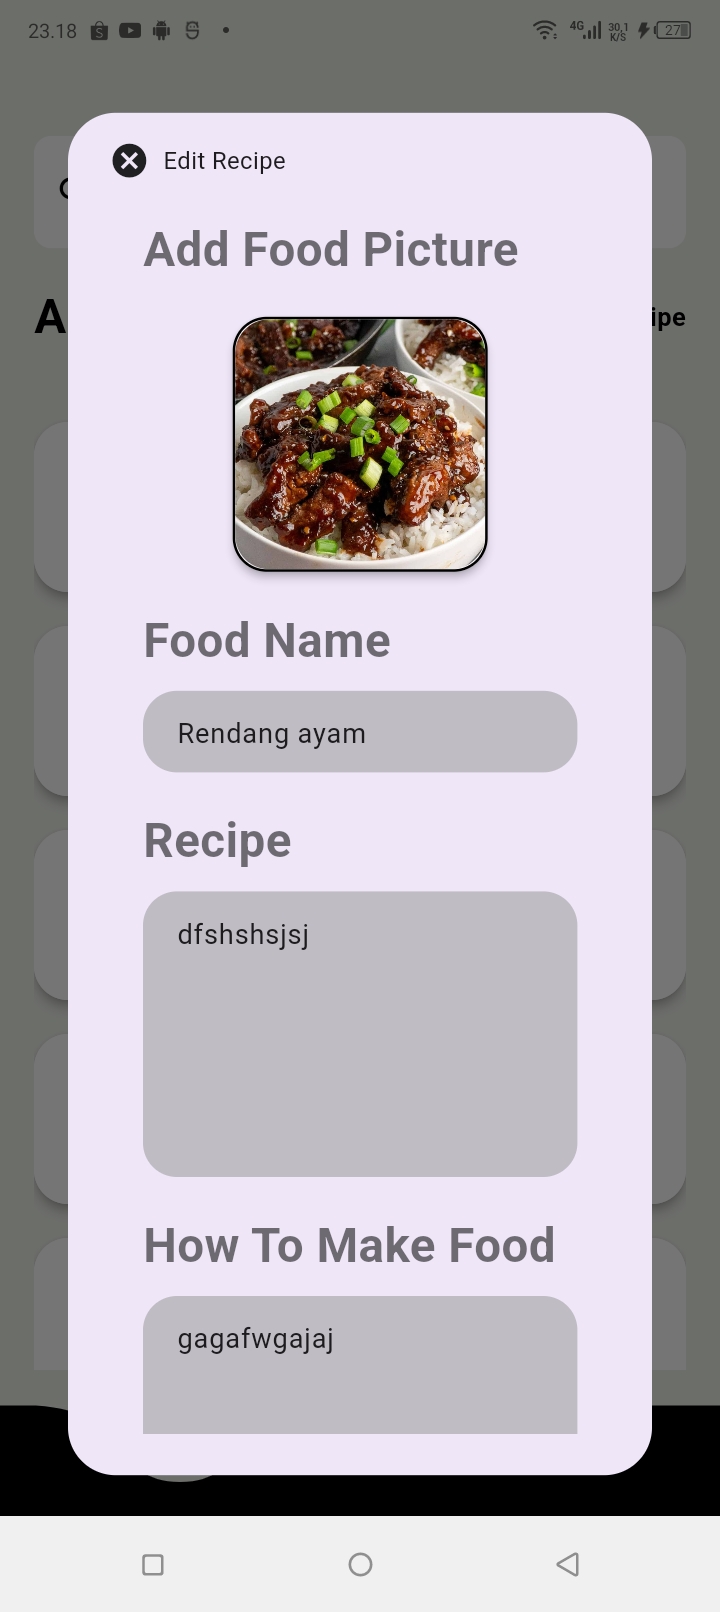 23.18
4G
30,1
K/S
27
Edit Recipe
Add Food Picture
A
ipe
Food Name
Rendang ayam
Recipe
dfshshsjsj
How To Make Food
gagafwgajaj